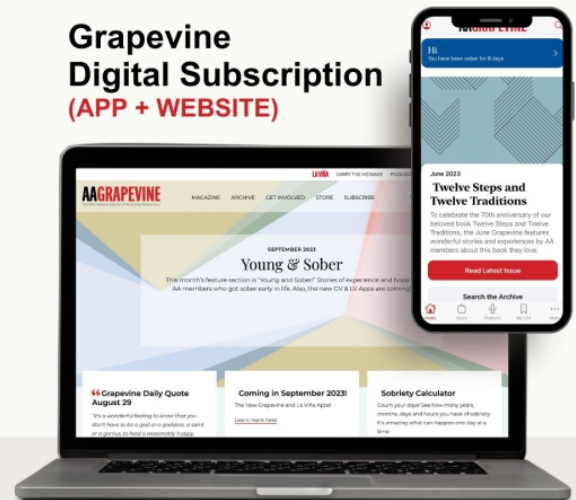 Grapevine
Digital Subscription
(APP + WEBSITE)
AAGRAPEVINE
Hi
You have been sober for 6 days
June 2023
Twelve Steps and
Twelve Traditions
To celebrate the 70th anniversary of our
beloved book Twelve Steps and Twelve
Traditions, the June Grapevine features
wonderful stories and experiences by AA
members about this book they love.
Read Latest Issue
Search the Archive
Home
Store
Podcast
My List
LA VIÑA CARRY THE MESSAGE PODCAST
AAGRAPEVINE
MAGAZINE ARCHIVE GET INVOLVED STORE SUBSCRIBE
SEPTEMBER 2023
Young & Sober
This month's feature section is "Young and Sober!" Stories of experience and hope
AA members who got sober early in life. Also, the new GV & LV Apps are coming!
“Grapevine Daily Quote
August 29
"It's a wonderful feeling to know that you
don't have to be a god or a goddess, a saint
or a genius, to lead a reasonably happy,
Coming in September 2023!
The New Grapevine and La Viña Apps!
Learn more here
Sobriety Calculator
Count your days! See how many years,
months, days and hours you have of sobriety.
It's amazing what can happen one day at a
time.